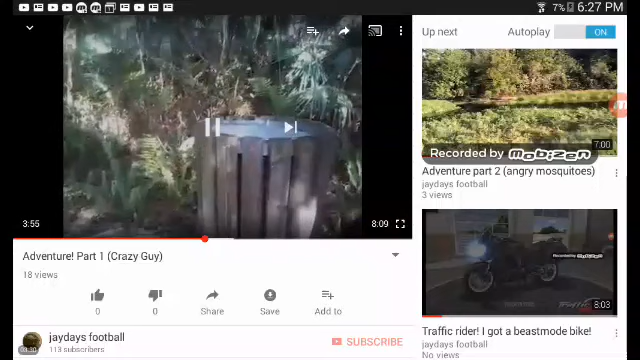 7% 6:27 PM
Up next
Autoplay ON
7:00
Recorded by mobizen
Adventure part 2 (angry mosquitoes)
jaydays football
3 views
3:55
8:09
Adventure! Part 1 (Crazy Guy)
18 views
0
0
Share
Save
Add to
jaydays football
113 subscribers
SUBSCRIBE
03:30
8:03
Traffic rider! I got a beastmode bike!
jaydays football
No views